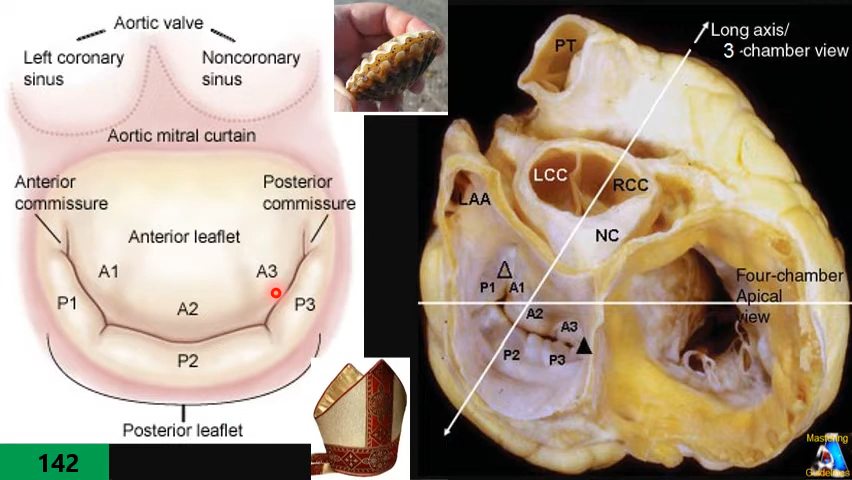 Aortic valve
Left coronary
sinus
Noncoronary
sinus
Aortic mitral curtain
Anterior
commissure
Posterior
commissure
Anterior leaflet
A1
A3
A2
P1
P3
P2
Posterior leaflet
142
PT
Long axis/
3 -chamber view
LCC
RCC
LAA
NC
P1
A1
A2
A3
P2
P3
Four-chamber
Apical
view
Mastering
Guidelines